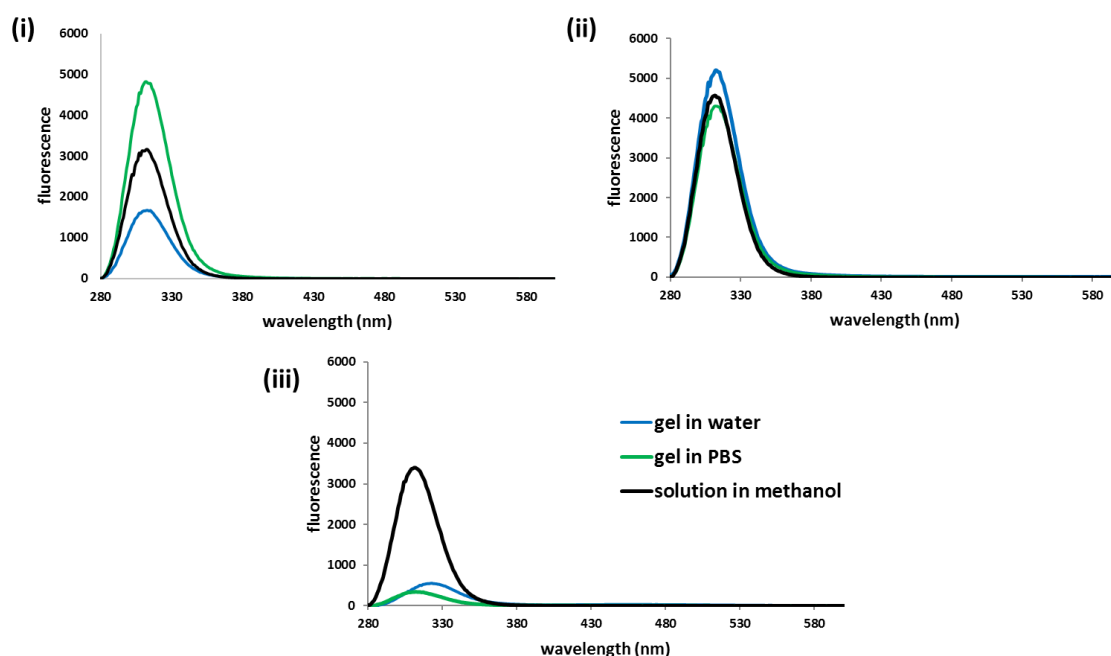 (i)
6000
5000
4000
3000
2000
1000
0
fluorescence
280 330 380 430 480 530 580
wavelength (nm)
(ii)
6000
5000
4000
3000
2000
1000
0
fluorescence
280 330 380 430 480 530 580
wavelength (nm)
(iii)
6000
5000
4000
3000
2000
1000
0
fluorescence
280 330 380 430 480 530 580
wavelength (nm)
gel in water
gel in PBS
solution in methanol